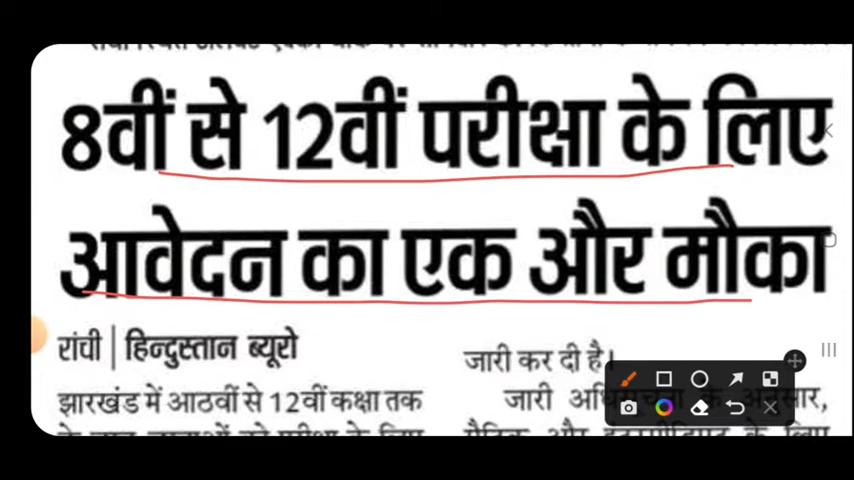 8वीं से 12वीं परीक्षा के लिए
आवेदन का एक और मौका
रांची | हिन्दुस्तान ब्यूरो
झारखंड में आठवीं से 12वीं कक्षा तक
जारी कर दी है।
जारी